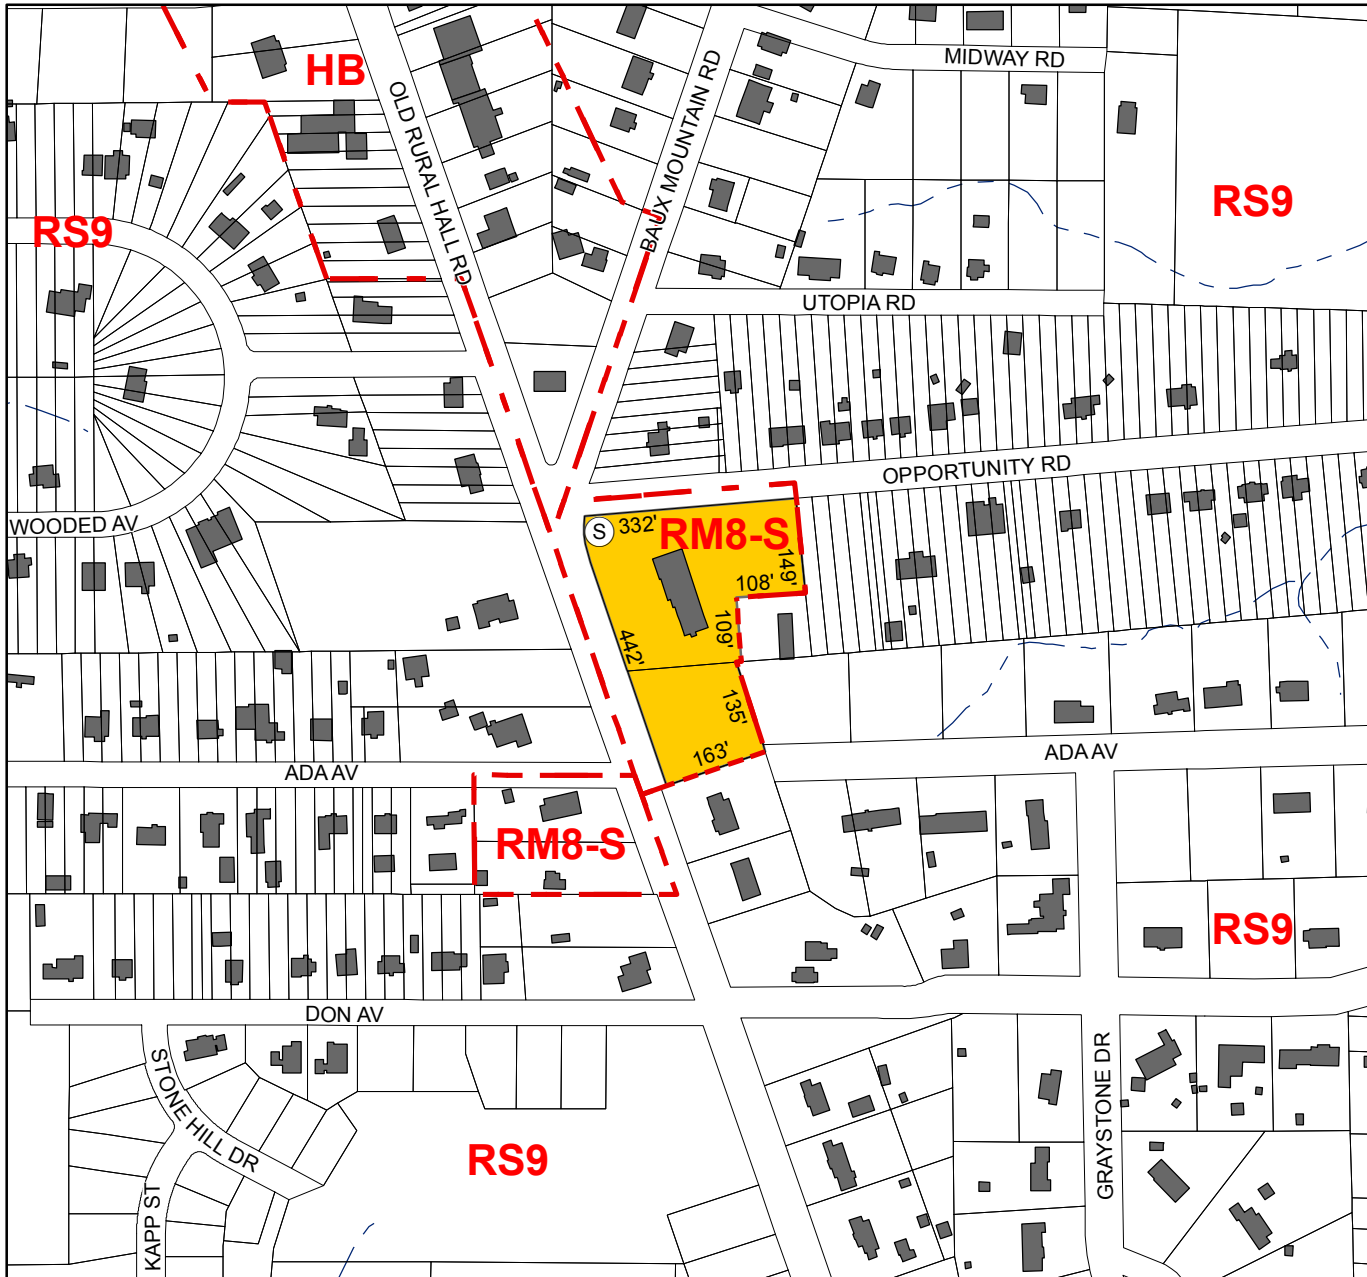 MIDWAY RD
HB
OLD RURAL HALL RD
BAUX MOUNTAIN RD
RS9
RS9
UTOPIA RD
OPPORTUNITY RD
WOODED AV
S
332'
RM8-S
149'
108'
109'
442'
135'
163'
ADA AV
ADA AV
RM8-S
RS9
DON AV
STONE HILL DR
GRAYSTONE DR
RS9
KAPP ST